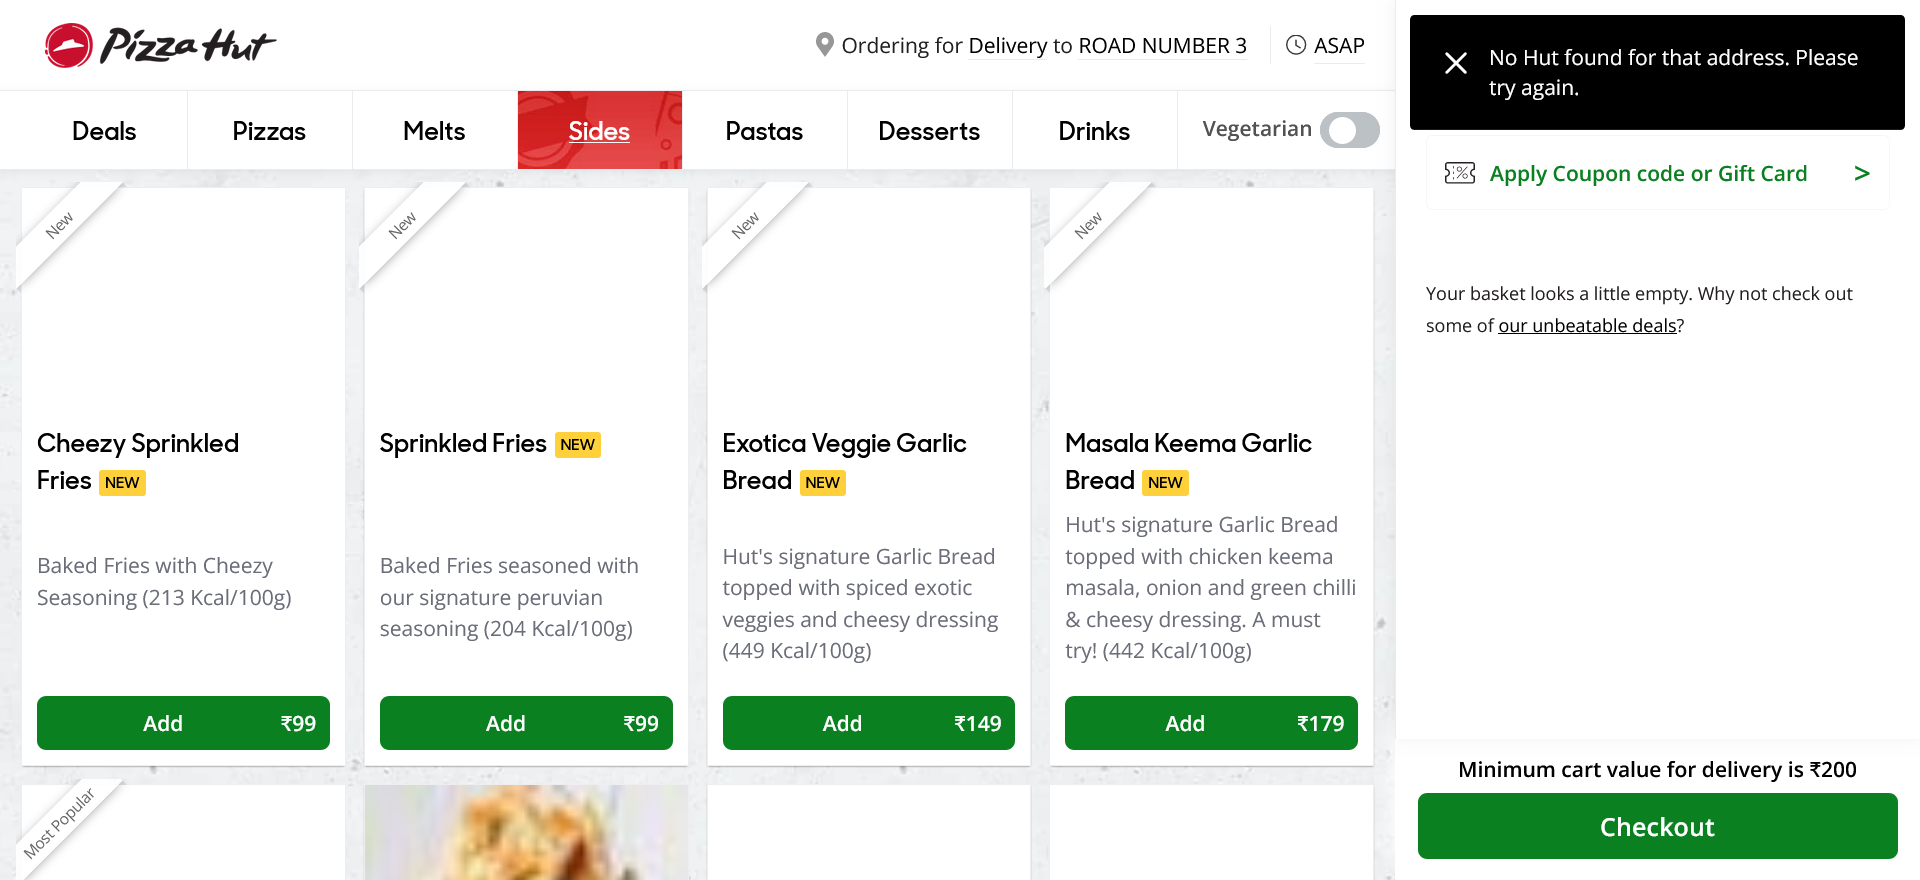 Pizza Hut
Ordering for Delivery to ROAD NUMBER 3
ASAP
Deals
Pizzas
Melts
Sides
Pastas
Desserts
Drinks
Vegetarian
New
Cheezy Sprinkled
Fries NEW
Baked Fries with Cheezy
Seasoning (213 Kcal/100g)
Add ₹99
New
Sprinkled Fries NEW
Baked Fries seasoned with
our signature peruvian
seasoning (204 Kcal/100g)
Add ₹99
New
Exotica Veggie Garlic
Bread NEW
Hut's signature Garlic Bread
topped with spiced exotic
veggies and cheesy dressing
(449 Kcal/100g)
Add ₹149
New
Masala Keema Garlic
Bread NEW
Hut's signature Garlic Bread
topped with chicken keema
masala, onion and green chilli
& cheesy dressing. A must
try! (442 Kcal/100g)
Add ₹179
Most Popular
No Hut found for that address. Please
try again.
Apply Coupon code or Gift Card >
Your basket looks a little empty. Why not check out
some of our unbeatable deals?
Minimum cart value for delivery is ₹200
Checkout